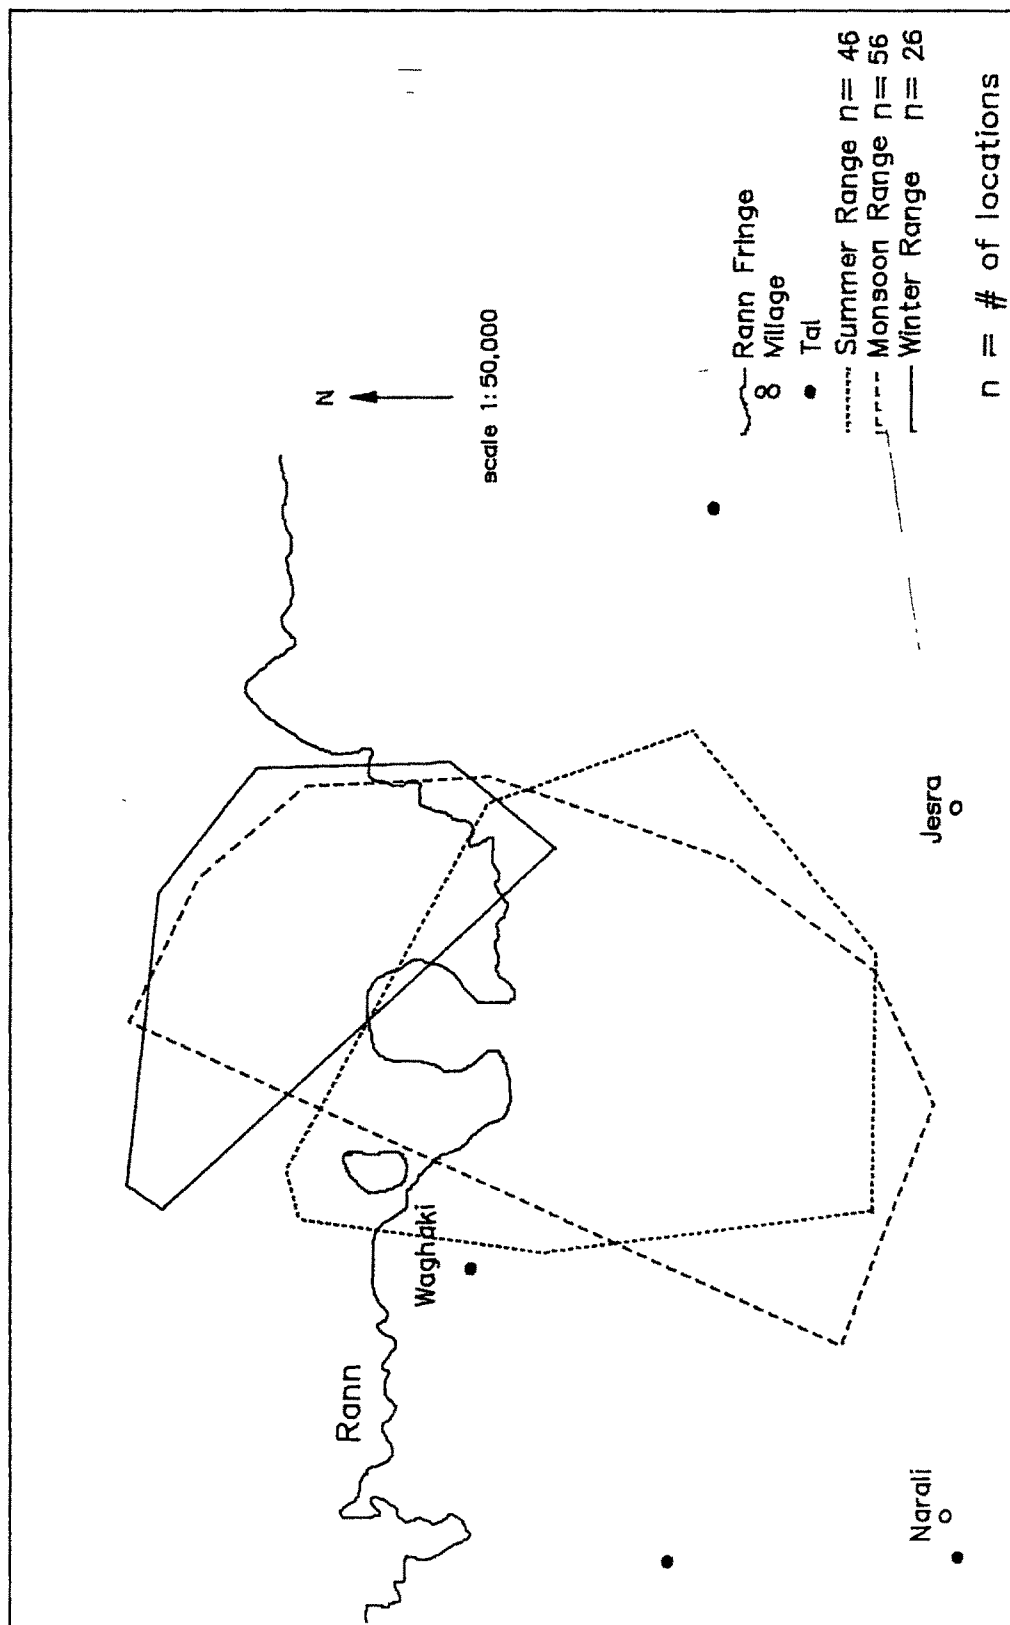 N
scale 1:50,000
Rann
Waghaki
Narali
Jesra
Rann Fringe
Village
Tal
Summer Range n= 46
Monsoon Range n= 56
Winter Range n= 26
n = # of locations